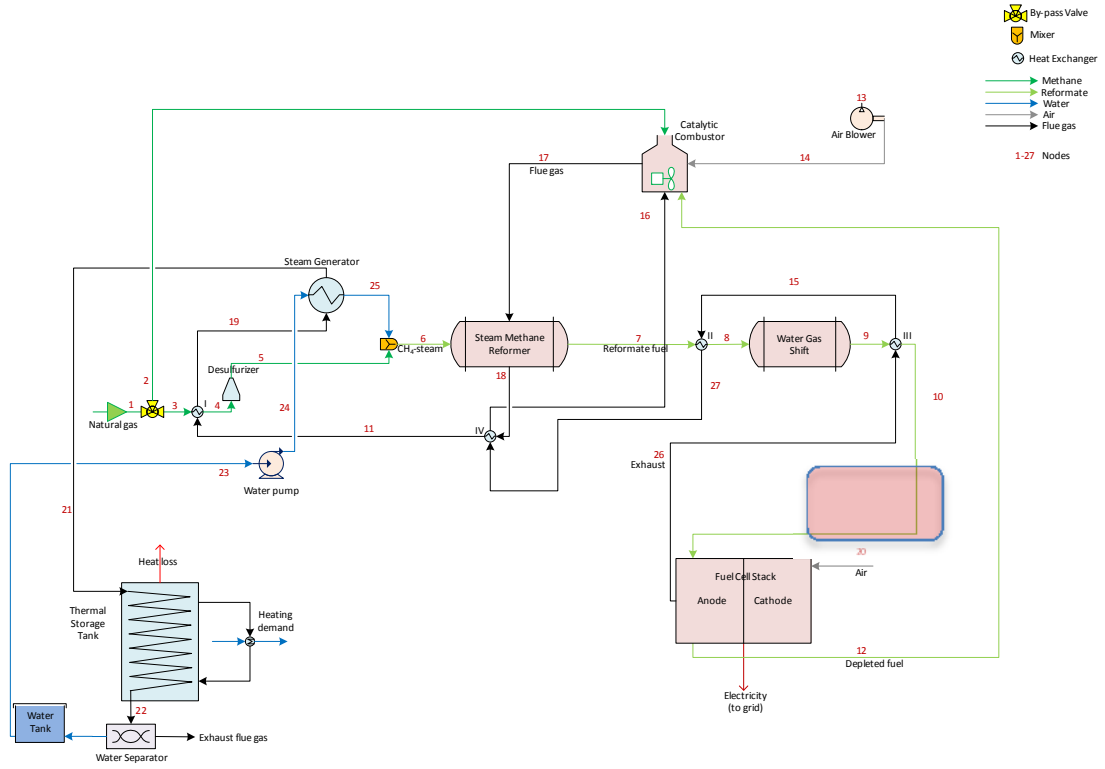 By-pass Valve
Mixer
Heat Exchanger
Methane
Reformate
Water
Air
Flue gas
1-27 Nodes
13
Air Blower
Catalytic
Combustor
14
17
Flue gas
16
Steam Generator
25
15
19
CH₄-steam
6
Steam Methane
Reformer
7
Reformate fuel
II
8
Water Gas
Shift
9
III
5
Desulfurizer
18
27
10
2
1
Natural gas
3
I
4
24
11
IV
26
Exhaust
23
Water pump
21
20
Air
Heat loss
Fuel Cell Stack
Anode
Cathode
Thermal
Storage
Tank
Heating
demand
12
Depleted fuel
Electricity
(to grid)
22
Water
Tank
Exhaust flue gas
Water Separator